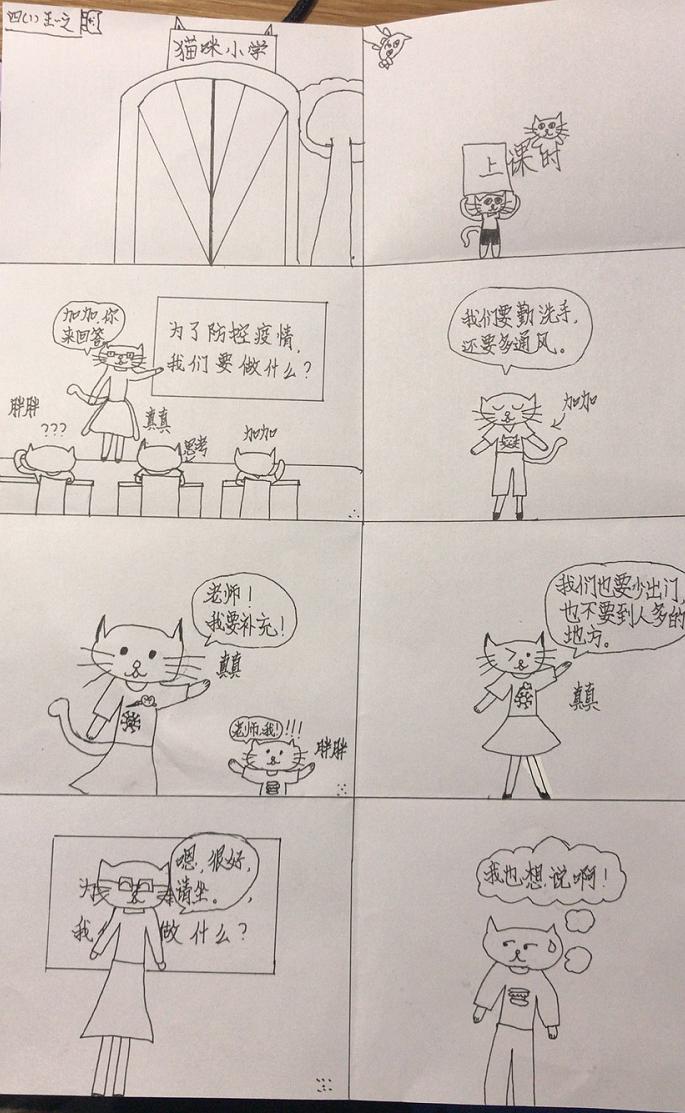 四(1) 王一之
猫咪小学
上课时
加加,你
来回答
为了防控疫情,
我们要做什么?
胖胖
???
真真
思考
加加
我们要勤洗手,
还要多通风。
加加
老师!
我要补充!
真真
老师,我!)!!!
胖胖
我们也要少出门,
也不要到人多的
地方。
真真
嗯,很好,
请坐。
为
,
我
做什么?
我也想说啊!